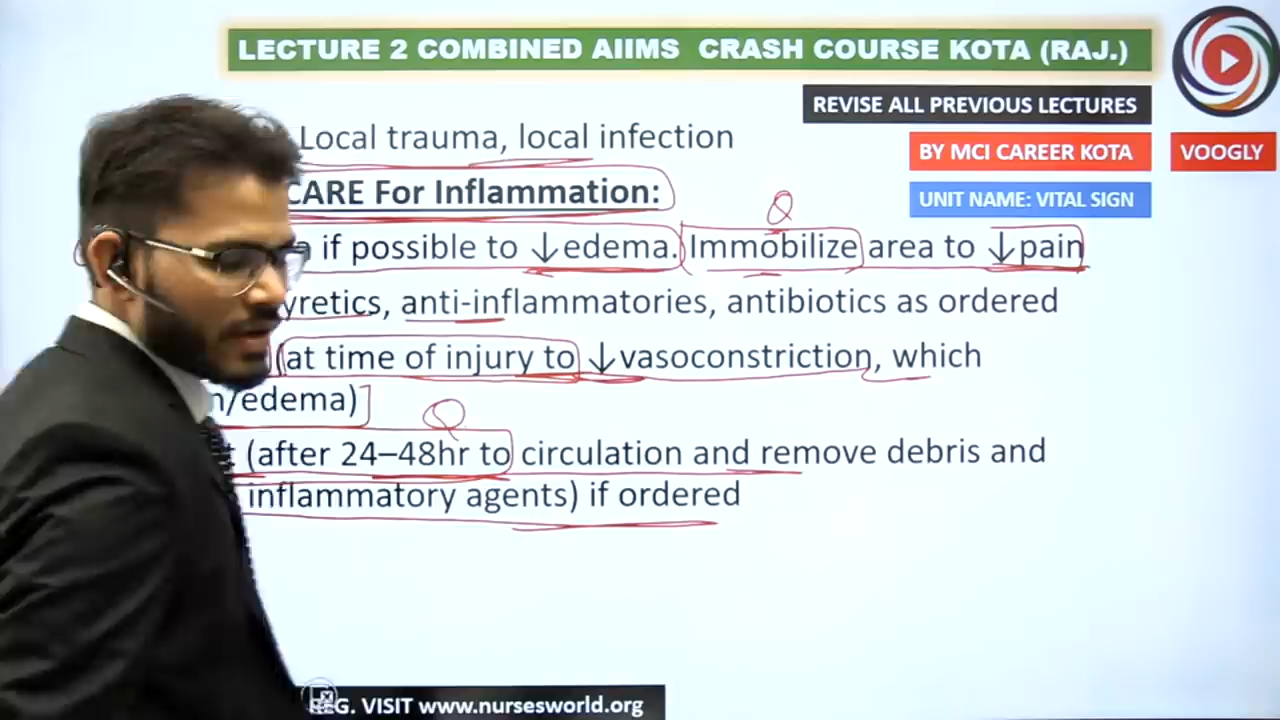 LECTURE 2 COMBINED AIIMS CRASH COURSE KOTA (RAJ.)
REVISE ALL PREVIOUS LECTURES
Local trauma, local infection
BY MCI CAREER KOTA
VOOGLY
CARE For Inflammation:
UNIT NAME: VITAL SIGN
Q
if possible to ↓edema. Immobilize area to ↓pain
yretics, anti-inflammatories, antibiotics as ordered
at time of injury to ↓vasoconstriction, which
n/edema)
Q
(after 24–48hr to circulation and remove debris and
inflammatory agents) if ordered
VISIT www.nursesworld.org